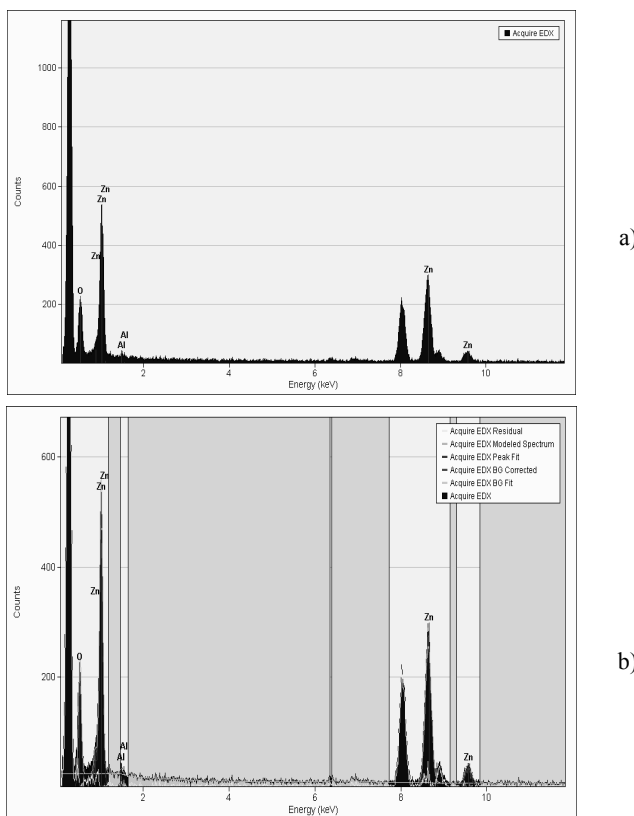 Acquire EDX
1000
800
600
400
200
Counts
Zn
Zn
Zn
O
Al
Al
Zn
Zn
2
4
6
8
10
Energy (keV)
a)
Acquire EDX Residual
Acquire EDX Modeled Spectrum
Acquire EDX Peak Fit
Acquire EDX BG Corrected
Acquire EDX BG Fit
Acquire EDX
600
400
200
Counts
Zn
Zn
Zn
O
Al
Al
Zn
Zn
2
4
6
8
10
Energy (keV)
b)